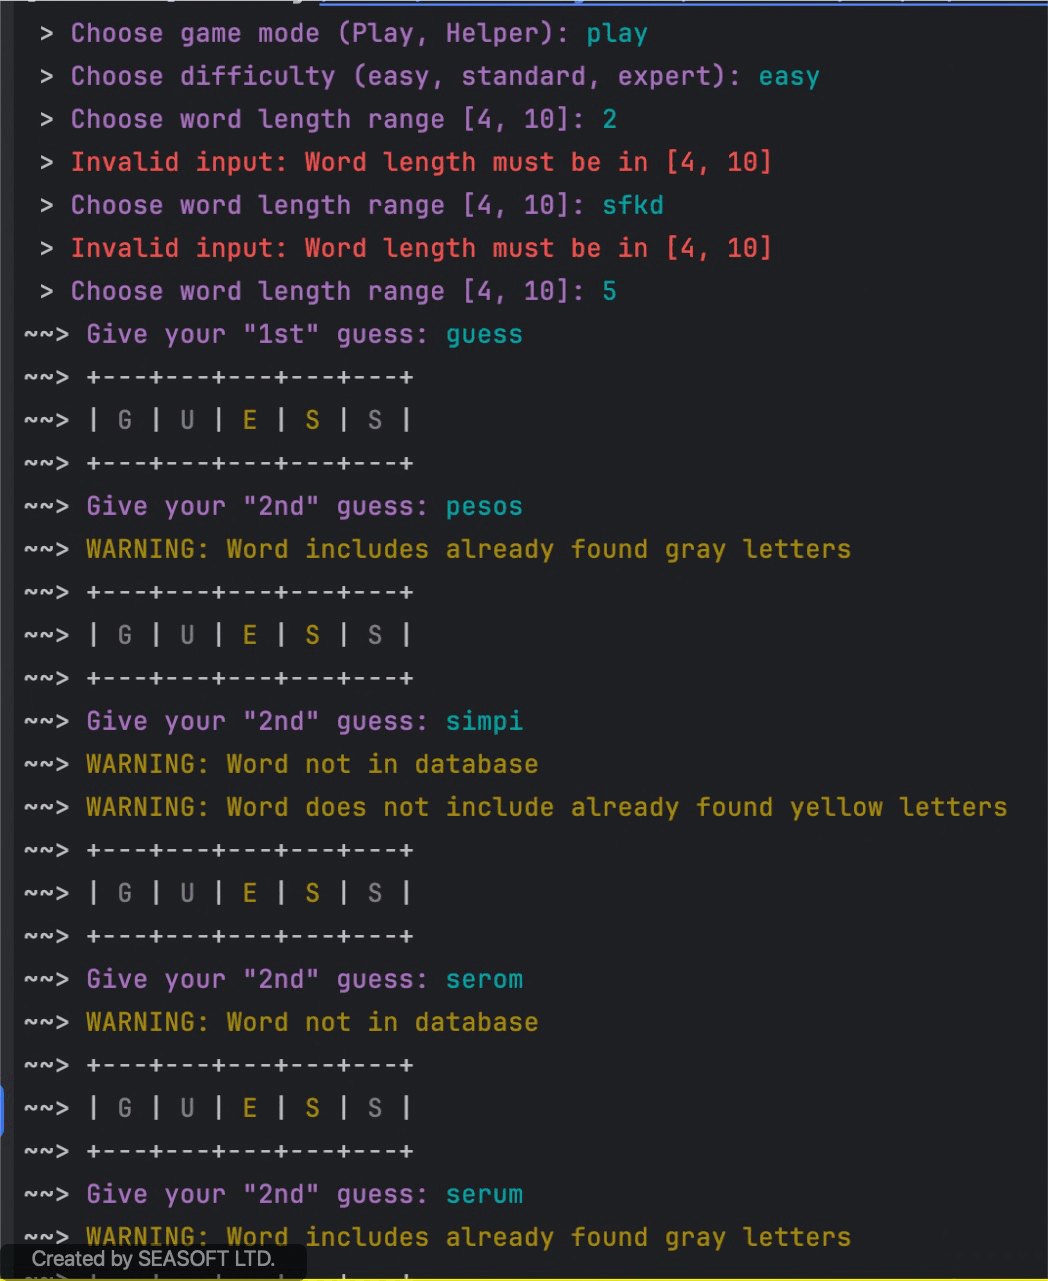 > Choose game mode (Play, Helper): play
> Choose difficulty (easy, standard, expert): easy
> Choose word length range [4, 10]: 2
> Invalid input: Word length must be in [4, 10]
> Choose word length range [4, 10]: sfkd
> Invalid input: Word length must be in [4, 10]
> Choose word length range [4, 10]: 5
~~> Give your "1st" guess: guess
~~> +---+---+---+---+---+
~~> | G | U | E | S | S |
~~> +---+---+---+---+---+
~~> Give your "2nd" guess: pesos
~~> WARNING: Word includes already found gray letters
~~> +---+---+---+---+---+
~~> | G | U | E | S | S |
~~> +---+---+---+---+---+
~~> Give your "2nd" guess: simpi
~~> WARNING: Word not in database
~~> WARNING: Word does not include already found yellow letters
~~> +---+---+---+---+---+
~~> | G | U | E | S | S |
~~> +---+---+---+---+---+
~~> Give your "2nd" guess: serom
~~> WARNING: Word not in database
~~> +---+---+---+---+---+
~~> | G | U | E | S | S |
~~> +---+---+---+---+---+
~~> Give your "2nd" guess: serum
~~> WARNING: Word includes already found gray letters
Created by SEASOFT LTD.